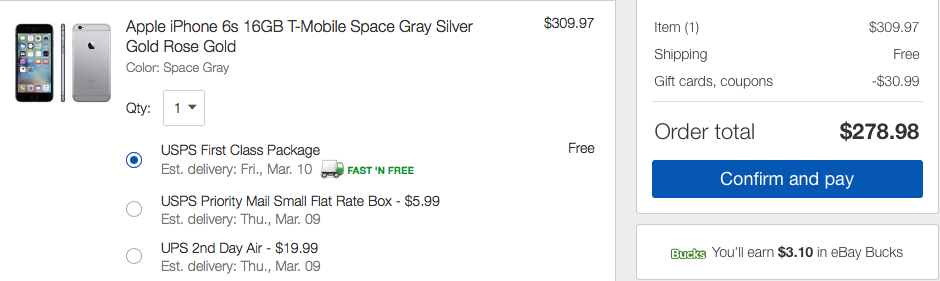 Apple iPhone 6s 16GB T-Mobile Space Gray Silver
Gold Rose Gold
$309.97
Color: Space Gray
Qty: 1
USPS First Class Package
Free
Est. delivery: Fri., Mar. 10 FAST 'N FREE
USPS Priority Mail Small Flat Rate Box - $5.99
Est. delivery: Thu., Mar. 09
UPS 2nd Day Air - $19.99
Est. delivery: Thu., Mar. 09
Item (1) $309.97
Shipping Free
Gift cards, coupons -$30.99
Order total $278.98
Confirm and pay
Bucks You'll earn $3.10 in eBay Bucks